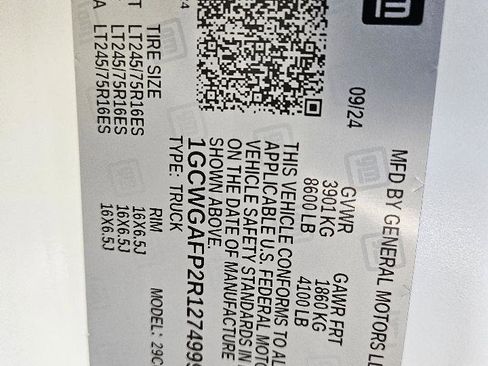 gm
MFD BY GENERAL MOTORS LL
09/24
GVWR GAWR FRT
3901 KG 1860 KG
8600 LB 4100 LB
THIS VEHICLE CONFORMS TO AL
APPLICABLE U.S. FEDERAL MOTO
VEHICLE SAFETY STANDARDS IN
ON THE DATE OF MANUFACTURE
SHOWN ABOVE.
1GCWGAFP2R1274999
TYPE: TRUCK MODEL: 29C
TIRE SIZE RIM
LT245/75R16ES 16X6.5J
LT245/75R16ES 16X6.5J
LT245/75R16ES 16X6.5J